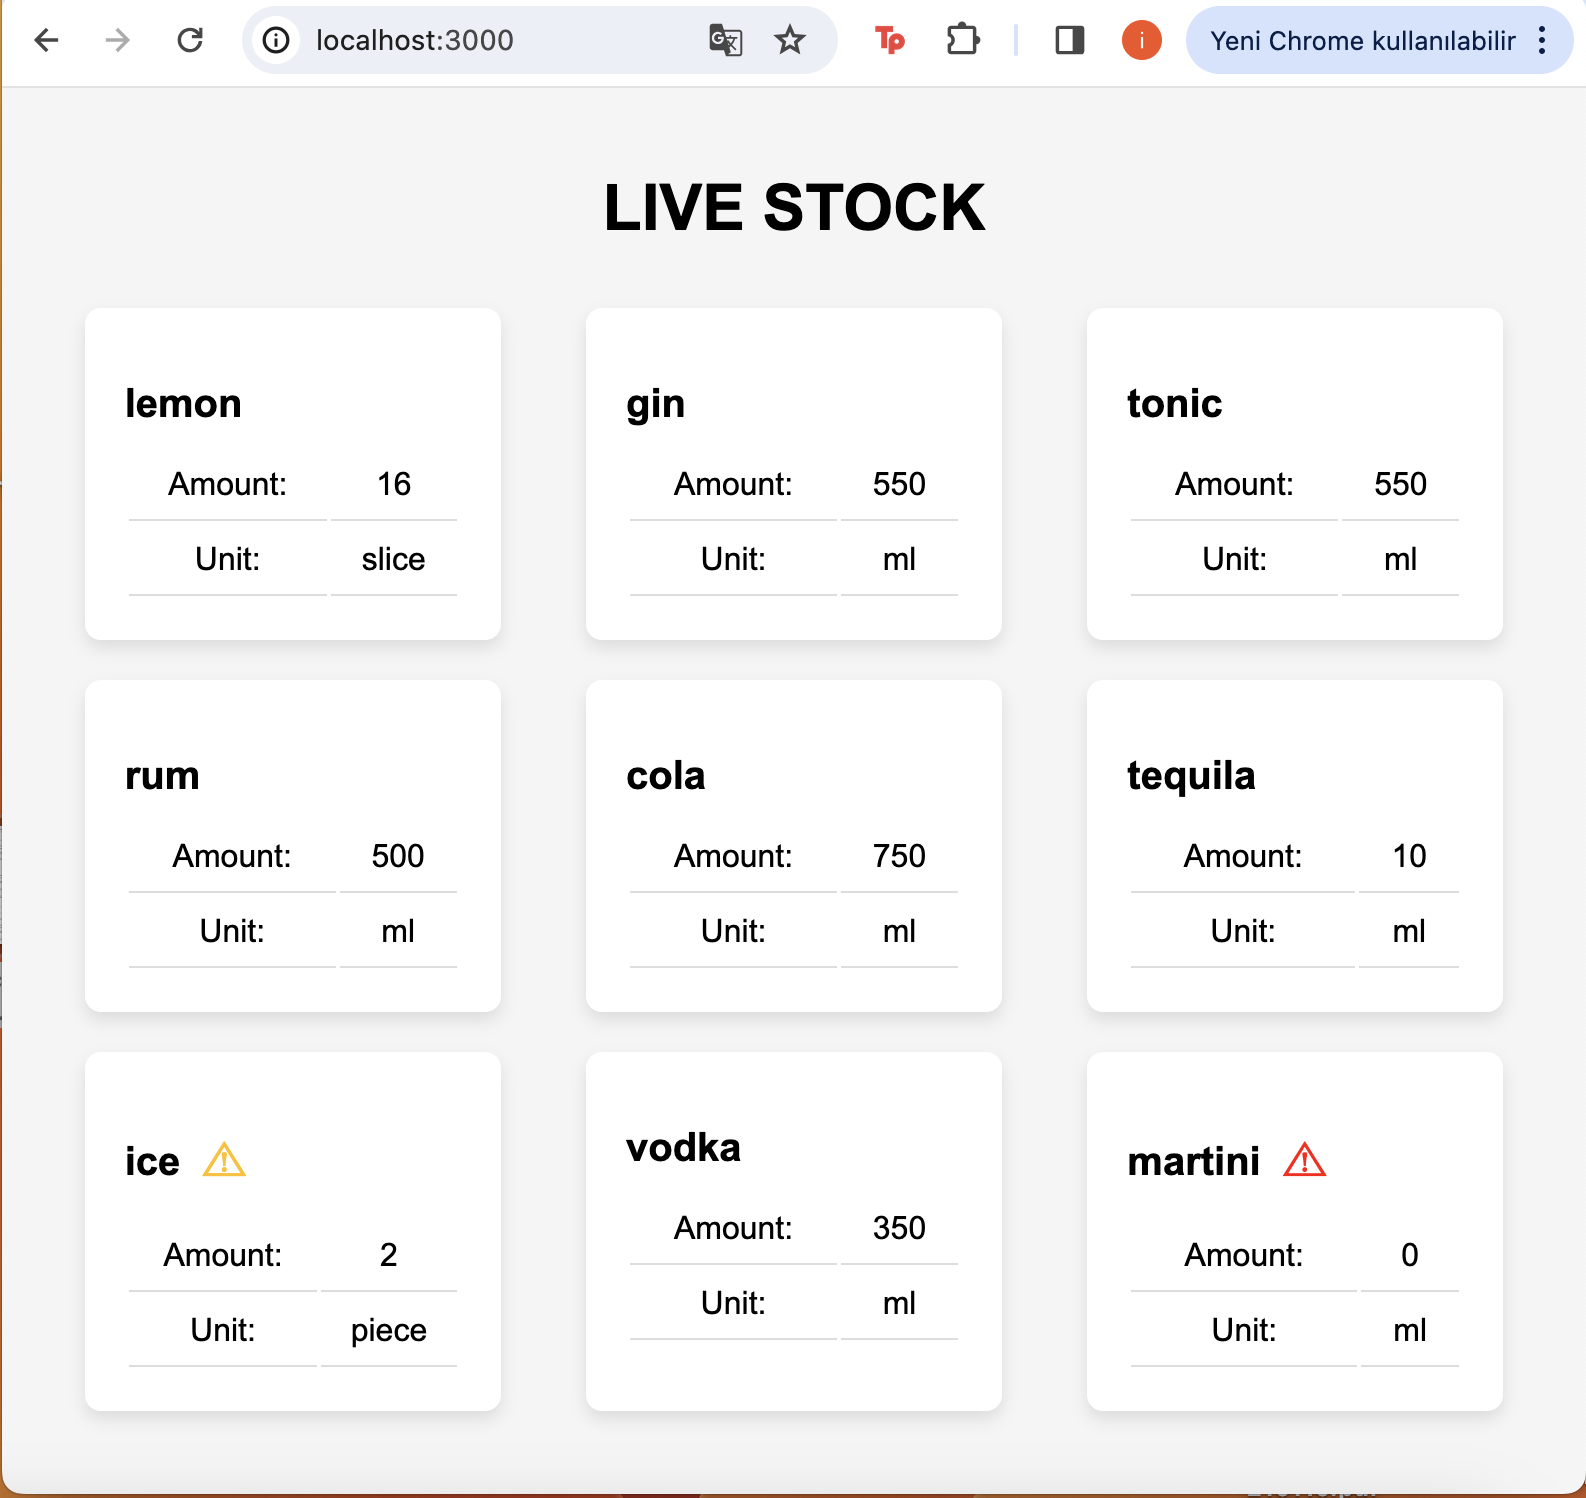 localhost:3000
Tp
i
Yeni Chrome kullanılabilir
LIVE STOCK
lemon
Amount: 16
Unit: slice
gin
Amount: 550
Unit: ml
tonic
Amount: 550
Unit: ml
rum
Amount: 500
Unit: ml
cola
Amount: 750
Unit: ml
tequila
Amount: 10
Unit: ml
ice
Amount: 2
Unit: piece
vodka
Amount: 350
Unit: ml
martini
Amount: 0
Unit: ml